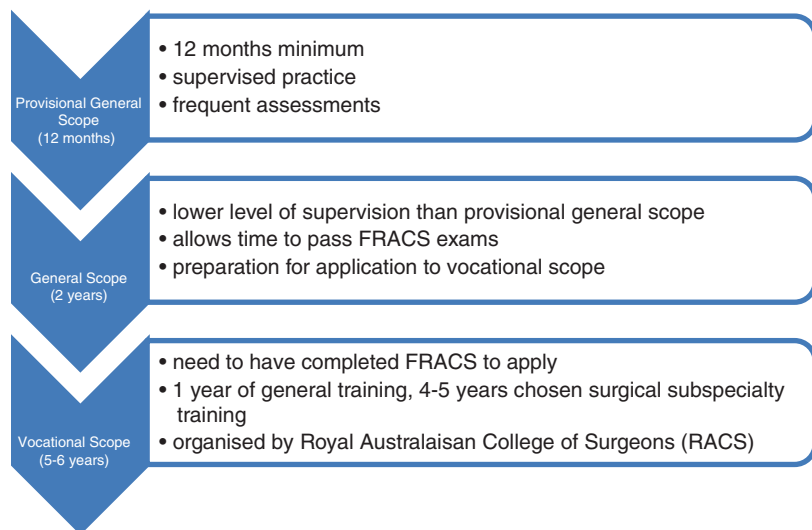 Provisional General
Scope
(12 months)
• 12 months minimum
• supervised practice
• frequent assessments
General Scope
(2 years)
• lower level of supervision than provisional general scope
• allows time to pass FRACS exams
• preparation for application to vocational scope
Vocational Scope
(5-6 years)
• need to have completed FRACS to apply
• 1 year of general training, 4-5 years chosen surgical subspecialty
training
• organised by Royal Australaisan College of Surgeons (RACS)